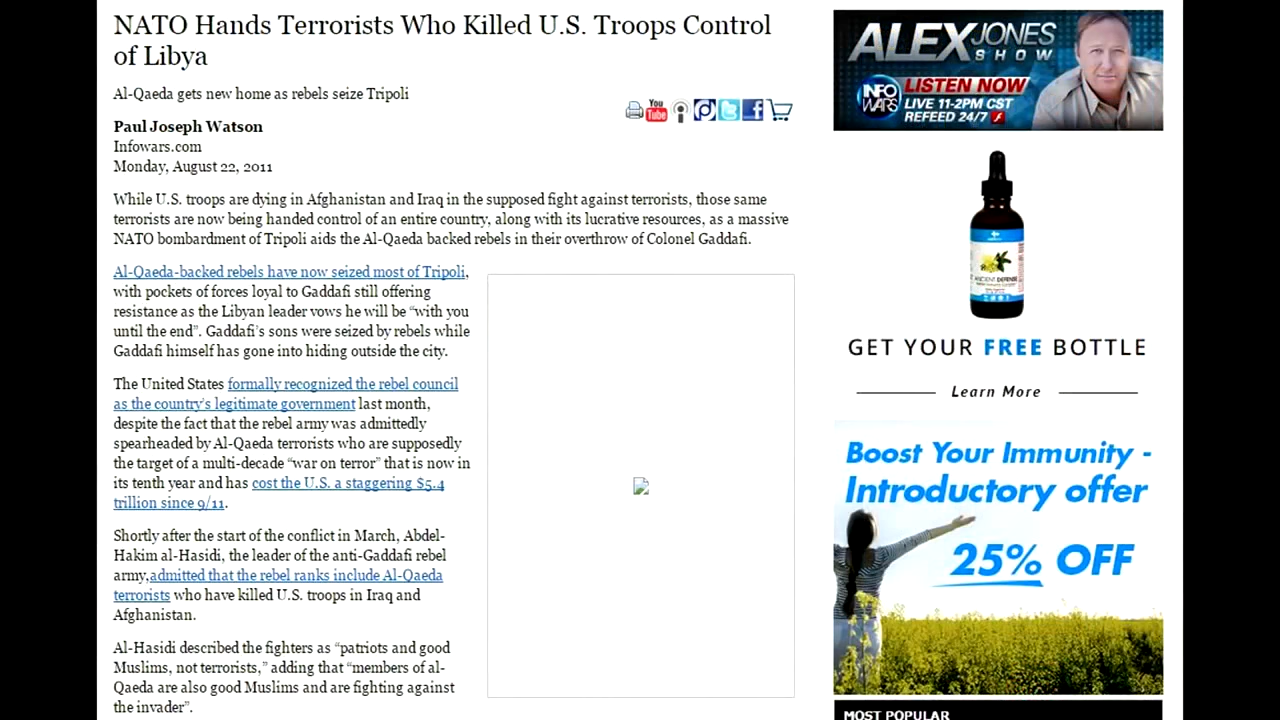 NATO Hands Terrorists Who Killed U.S. Troops Control
of Libya
Al-Qaeda gets new home as rebels seize Tripoli
You
Tube
Paul Joseph Watson
Infowars.com
Monday, August 22, 2011
While U.S. troops are dying in Afghanistan and Iraq in the supposed fight against terrorists, those same
terrorists are now being handed control of an entire country, along with its lucrative resources, as a massive
NATO bombardment of Tripoli aids the Al-Qaeda backed rebels in their overthrow of Colonel Gaddafi.
Al-Qaeda-backed rebels have now seized most of Tripoli,
with pockets of forces loyal to Gaddafi still offering
resistance as the Libyan leader vows he will be “with you
until the end”. Gaddafi’s sons were seized by rebels while
Gaddafi himself has gone into hiding outside the city.
The United States formally recognized the rebel council
as the country’s legitimate government last month,
despite the fact that the rebel army was admittedly
spearheaded by Al-Qaeda terrorists who are supposedly
the target of a multi-decade “war on terror” that is now in
its tenth year and has cost the U.S. a staggering $5.4
trillion since 9/11.
Shortly after the start of the conflict in March, Abdel-
Hakim al-Hasidi, the leader of the anti-Gaddafi rebel
army,admitted that the rebel ranks include Al-Qaeda
terrorists who have killed U.S. troops in Iraq and
Afghanistan.
Al-Hasidi described the fighters as “patriots and good
Muslims, not terrorists,” adding that “members of al-
Qaeda are also good Muslims and are fighting against
the invader”.
ALEX JONES
SHOW
INFO
WARS
LISTEN NOW
LIVE 11-2PM CST
REFEED 24/7
ANCIENT DEFENSE
GET YOUR FREE BOTTLE
Learn More
Boost Your Immunity -
Introductory offer
25% OFF
MOST POPULAR